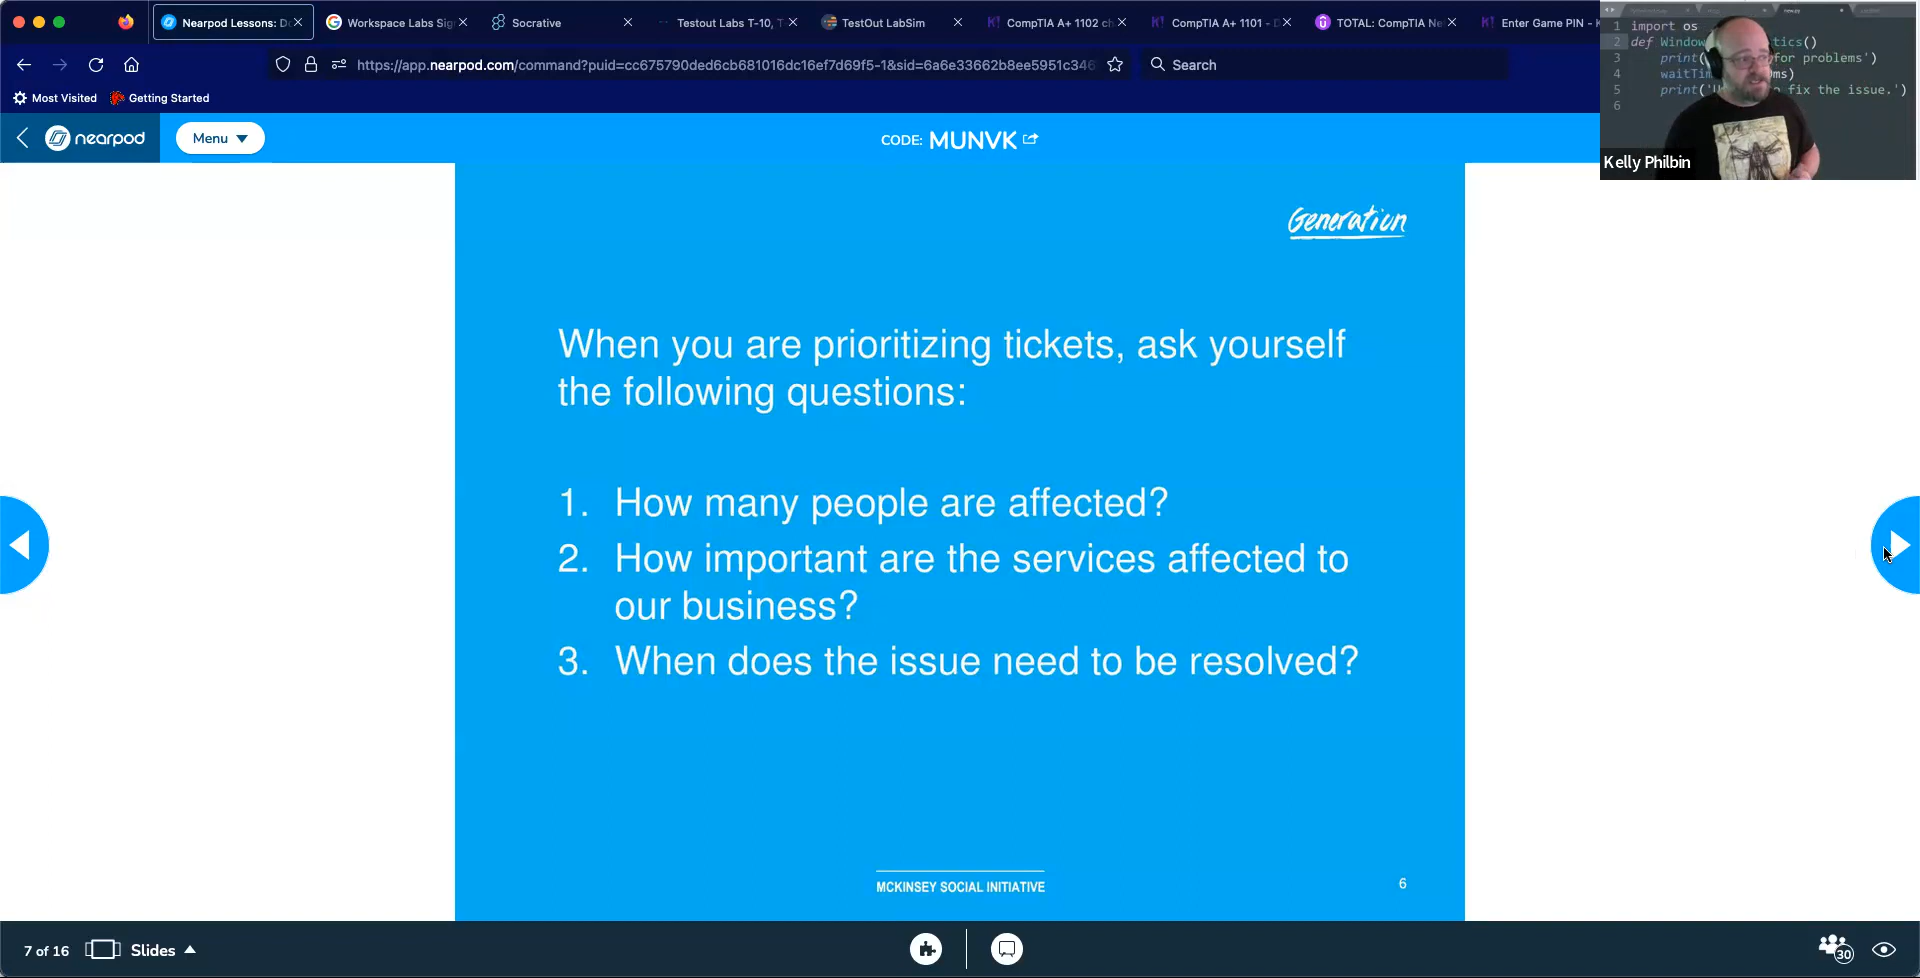 Nearpod Lessons: D
Workspace Labs Sig
Socrative
Testout Labs T-10, T
TestOut LabSim
CompTIA A+ 1102 ch
CompTIA A+ 1101 - D
TOTAL: CompTIA Ne
Enter Game PIN - K
https://app.nearpod.com/command?puid=cc675790ded6cb681016dc16ef7d69f5-1&sid=6a6e33662b8ee5951c346
Search
Most Visited
Getting Started
1 import os
2 def Window tics()
3 print( for problems')
4 waitTim ms)
5 print(' o fix the issue.')
6
Kelly Philbin
nearpod
Menu
CODE: MUNVK
Generation
When you are prioritizing tickets, ask yourself
the following questions:
1. How many people are affected?
2. How important are the services affected to
our business?
3. When does the issue need to be resolved?
MCKINSEY SOCIAL INITIATIVE
6
7 of 16
Slides
30